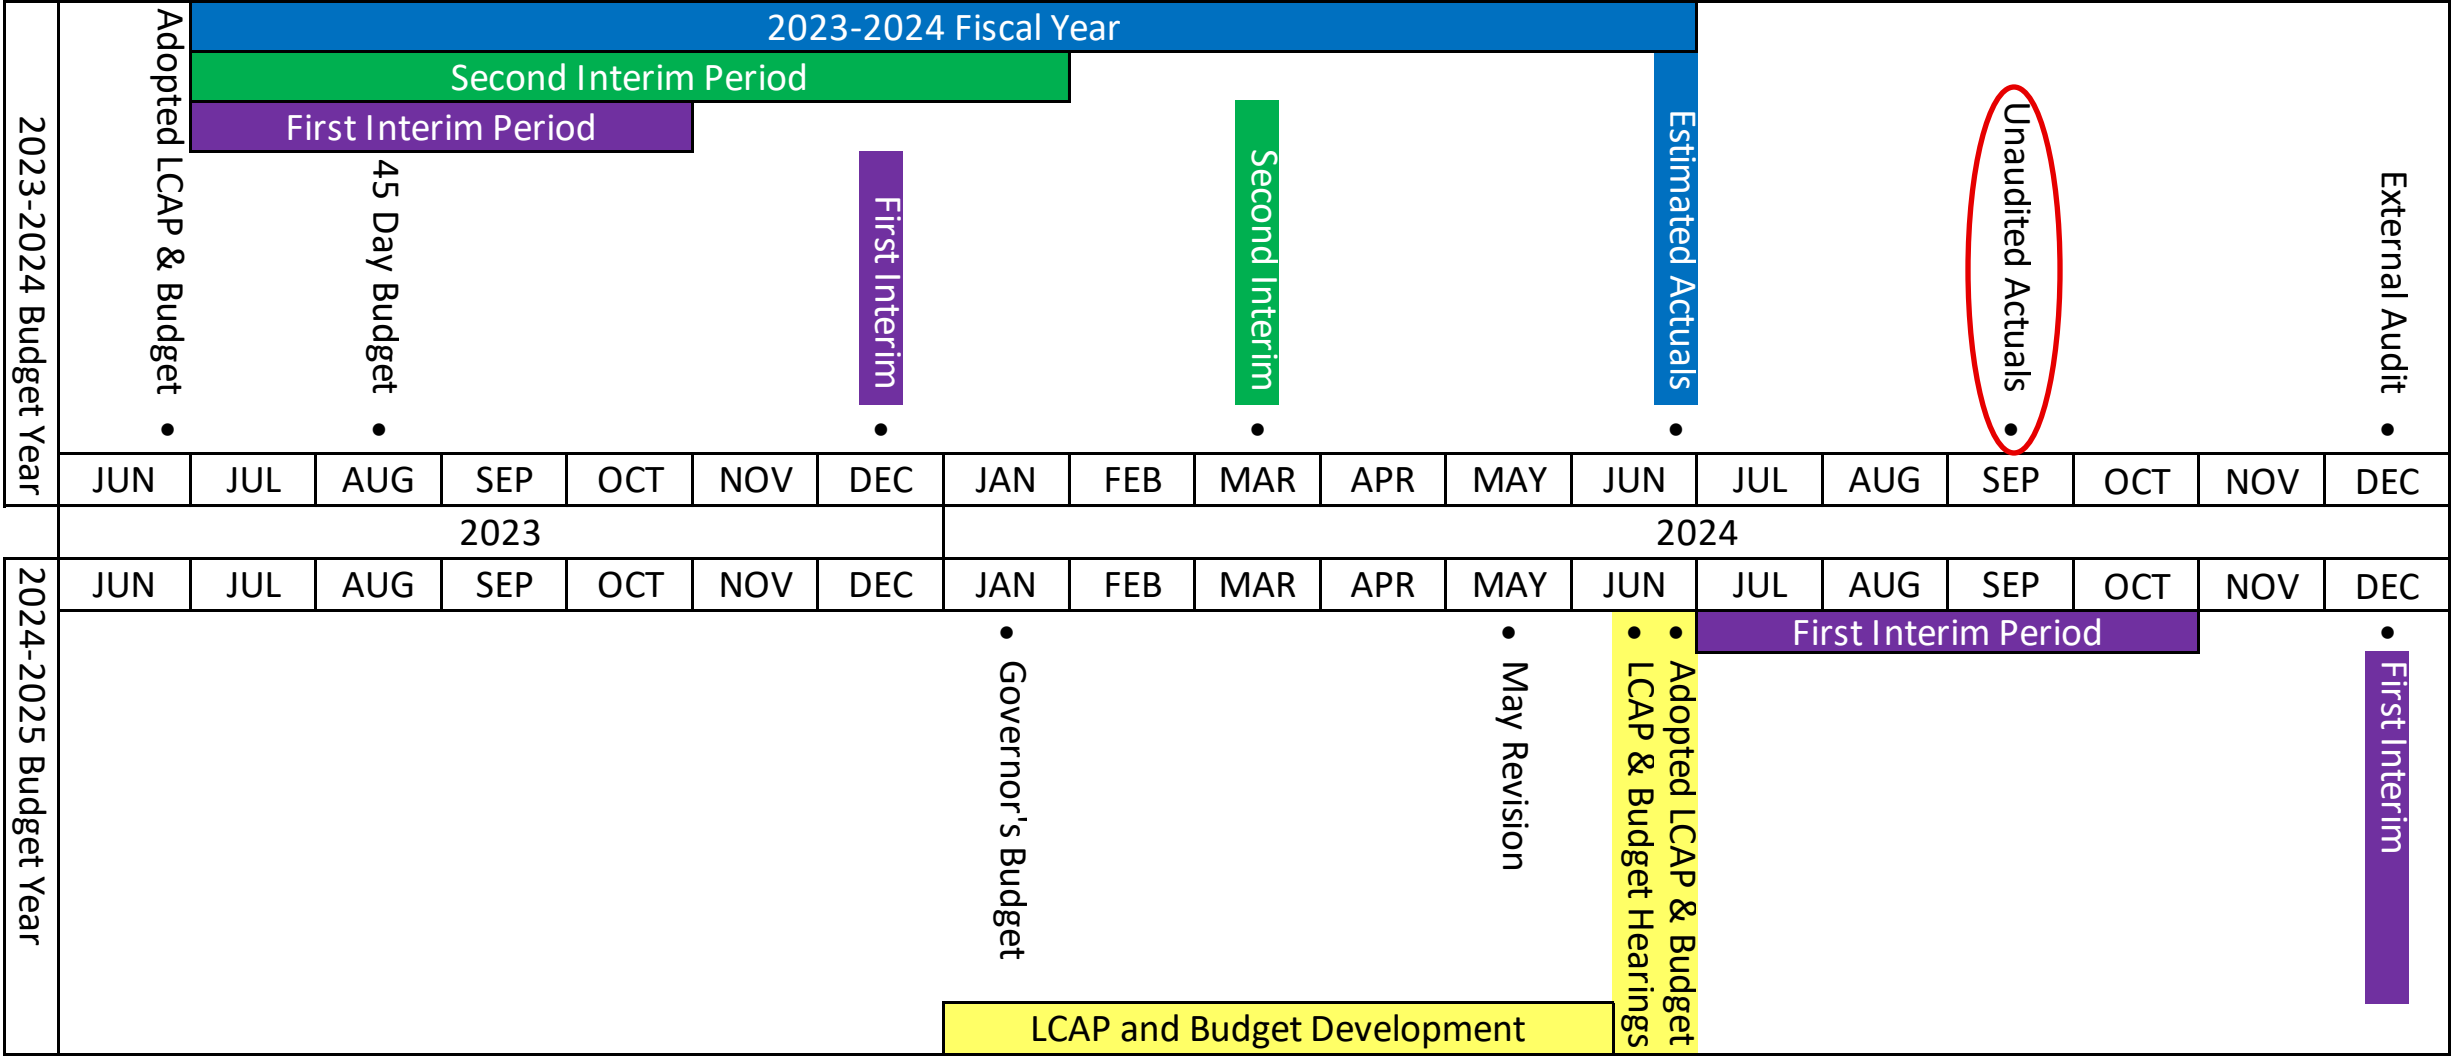 2023-2024 Budget Year
2023-2024 Fiscal Year
Second Interim Period
First Interim Period
Adopted LCAP & Budget
45 Day Budget
First Interim
Second Interim
Estimated Actuals
Unaudited Actuals
External Audit
• • • • • • •
JUN JUL AUG SEP OCT NOV DEC JAN FEB MAR APR MAY JUN JUL AUG SEP OCT NOV DEC
2023 2024
JUN JUL AUG SEP OCT NOV DEC JAN FEB MAR APR MAY JUN JUL AUG SEP OCT NOV DEC
2024-2025 Budget Year
• • • • •
First Interim Period
Governor's Budget
May Revision
LCAP & Budget Hearings
Adopted LCAP & Budget
First Interim
LCAP and Budget Development